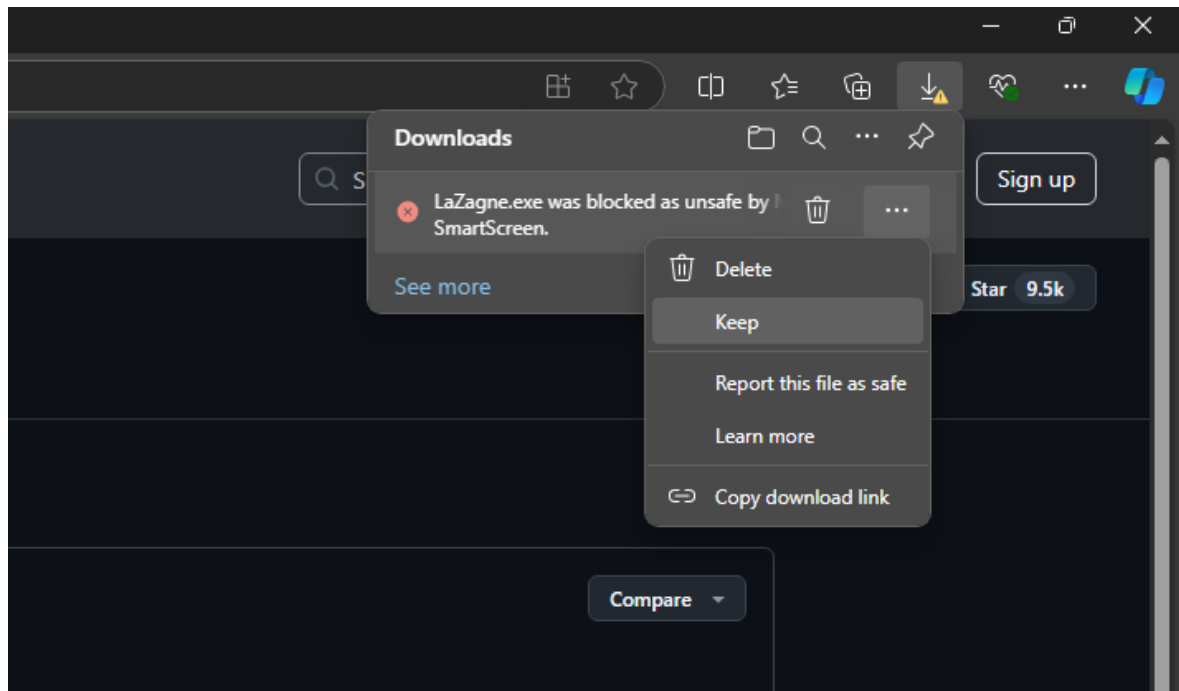 Downloads
S
Sign up
LaZagne.exe was blocked as unsafe by
SmartScreen.
Delete
See more
Star 9.5k
Keep
Report this file as safe
Learn more
Copy download link
Compare